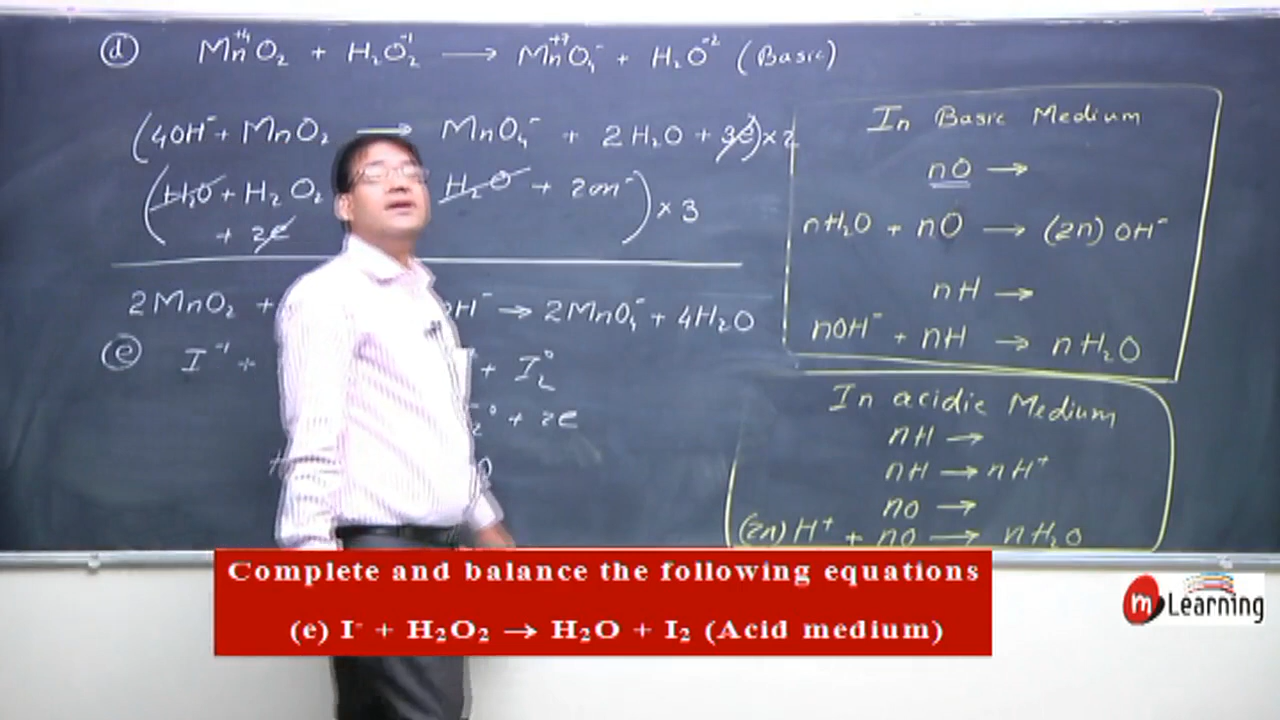 (d) Mn⁺⁴O₂ + H₂O₂⁻¹ → Mn⁺⁷O₄⁻ + H₂O⁻² (Basic)
(4OH⁻ + MnO₂ → MnO₄⁻ + 2H₂O + 3e) × 2
(H₂O + H₂O₂ H₂O + 2OH⁻) × 3
+ 2e
2MnO₂ + OH⁻ → 2MnO₄⁻ + 4H₂O
(e) I⁻¹ + + I₂⁰
₂⁰ + 2e
In Basic Medium
nO →
nH₂O + nO → (2n) OH⁻
nH →
nOH⁻ + nH → nH₂O
In acidic Medium
nH →
nH → nH⁺
nO →
(2n) H⁺ + nO → nH₂O
Complete and balance the following equations
(e) I⁻ + H₂O₂ → H₂O + I₂ (Acid medium)
m Learning